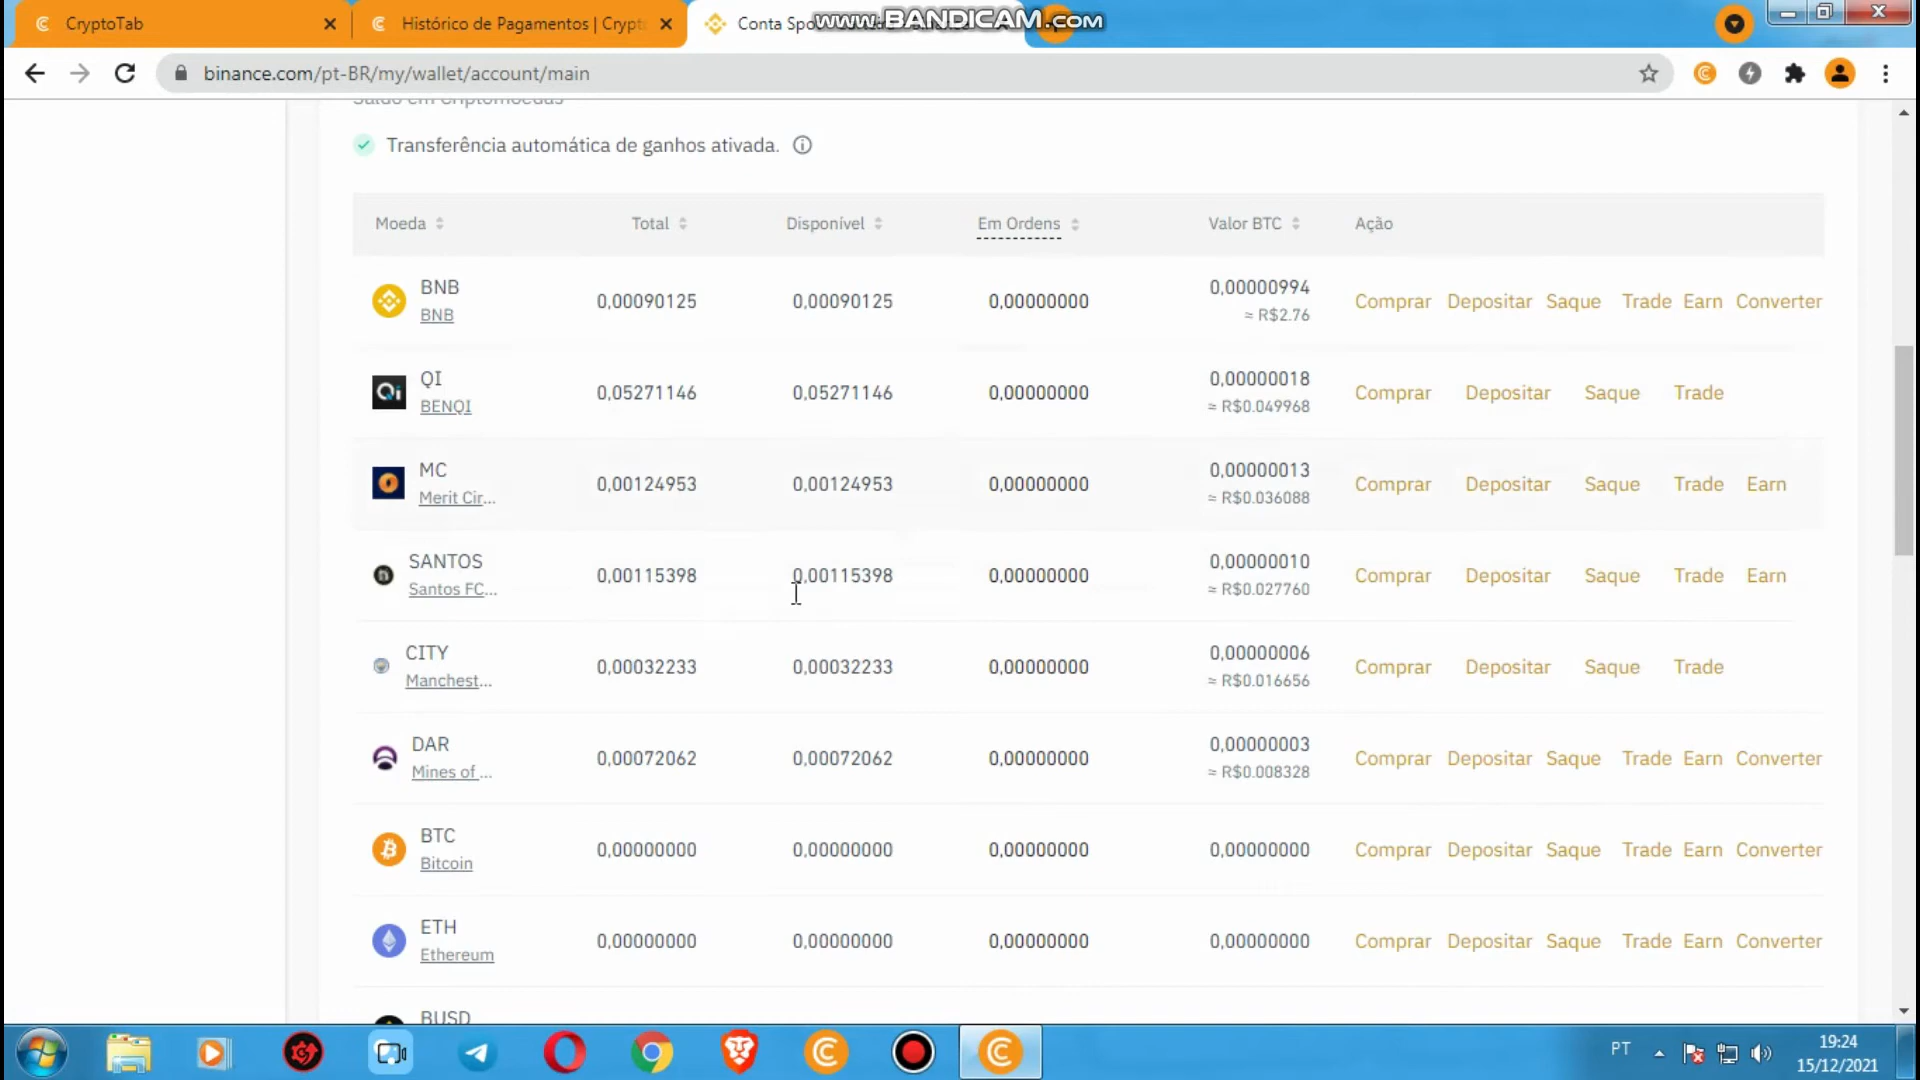 CryptoTab
Histórico de Pagamentos | Crypto
Conta Spo
www.BANDICAM.com
binance.com/pt-BR/my/wallet/account/main
Saldo em Criptomoedas
Transferência automática de ganhos ativada.
Moeda Total Disponível Em Ordens Valor BTC Ação
BNB
BNB
0,00090125 0,00090125 0,00000000 0,00000994
≈ R$2.76
Comprar Depositar Saque Trade Earn Converter
QI
BENQI
0,05271146 0,05271146 0,00000000 0,00000018
≈ R$0.049968
Comprar Depositar Saque Trade
MC
Merit Cir...
0,00124953 0,00124953 0,00000000 0,00000013
≈ R$0.036088
Comprar Depositar Saque Trade Earn
SANTOS
Santos FC...
0,00115398 0,00115398 0,00000000 0,00000010
≈ R$0.027760
Comprar Depositar Saque Trade Earn
CITY
Manchest...
0,00032233 0,00032233 0,00000000 0,00000006
≈ R$0.016656
Comprar Depositar Saque Trade
DAR
Mines of ...
0,00072062 0,00072062 0,00000000 0,00000003
≈ R$0.008328
Comprar Depositar Saque Trade Earn Converter
BTC
Bitcoin
0,00000000 0,00000000 0,00000000 0,00000000
Comprar Depositar Saque Trade Earn Converter
ETH
Ethereum
0,00000000 0,00000000 0,00000000 0,00000000
Comprar Depositar Saque Trade Earn Converter
BUSD
PT
19:24
15/12/2021